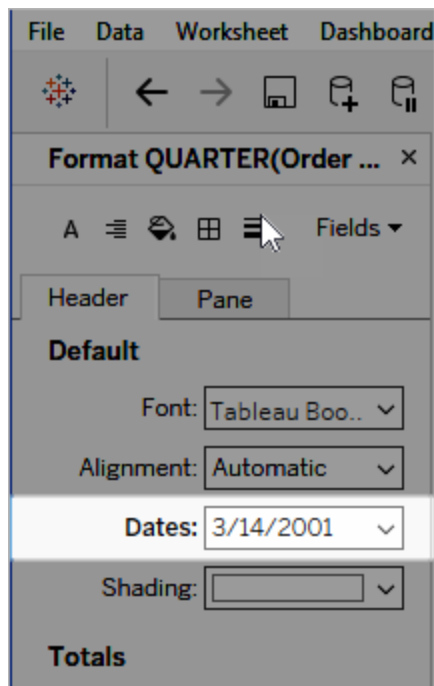 File Data Worksheet Dashboard
Format QUARTER(Order ... ×
A Fields
Header Pane
Default
Font: Tableau Boo..
Alignment: Automatic
Dates: 3/14/2001
Shading:
Totals